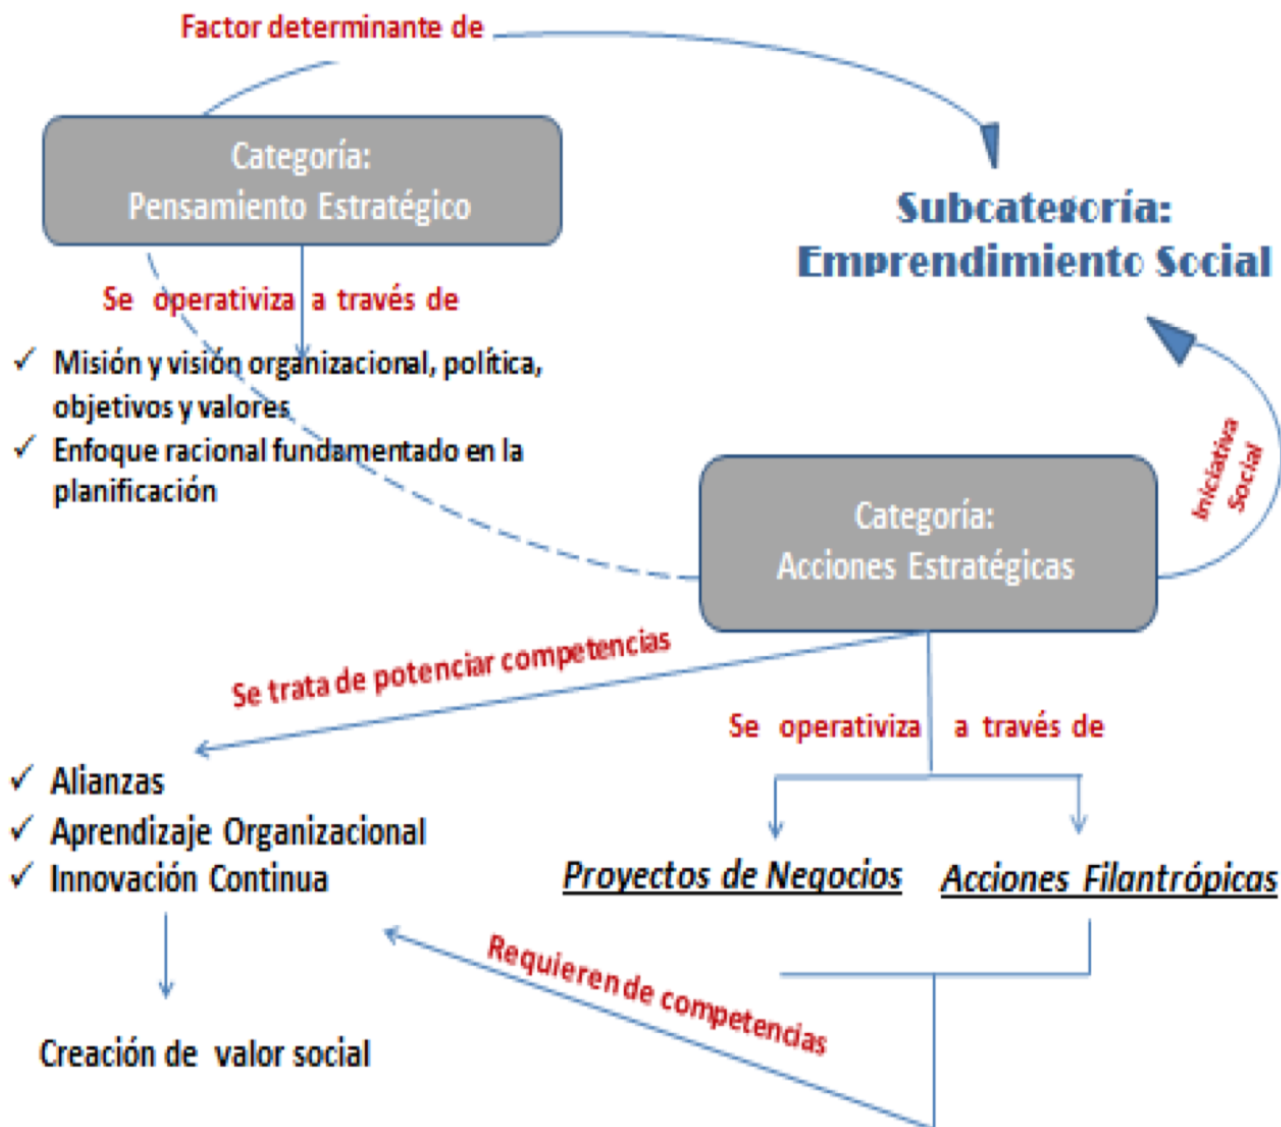 Factor determinante de
Categoría:
Pensamiento Estratégico
Subcategoría:
Emprendimiento Social
Se operativiza a través de
✓ Misión y visión organizacional, política,
objetivos y valores
✓ Enfoque racional fundamentado en la
planificación
Iniciativa
Social
Categoría:
Acciones Estratégicas
Se trata de potenciar competencias
Se operativiza a través de
✓ Alianzas
✓ Aprendizaje Organizacional
✓ Innovación Continua
Proyectos de Negocios
Acciones Filantrópicas
Requieren de competencias
Creación de valor social